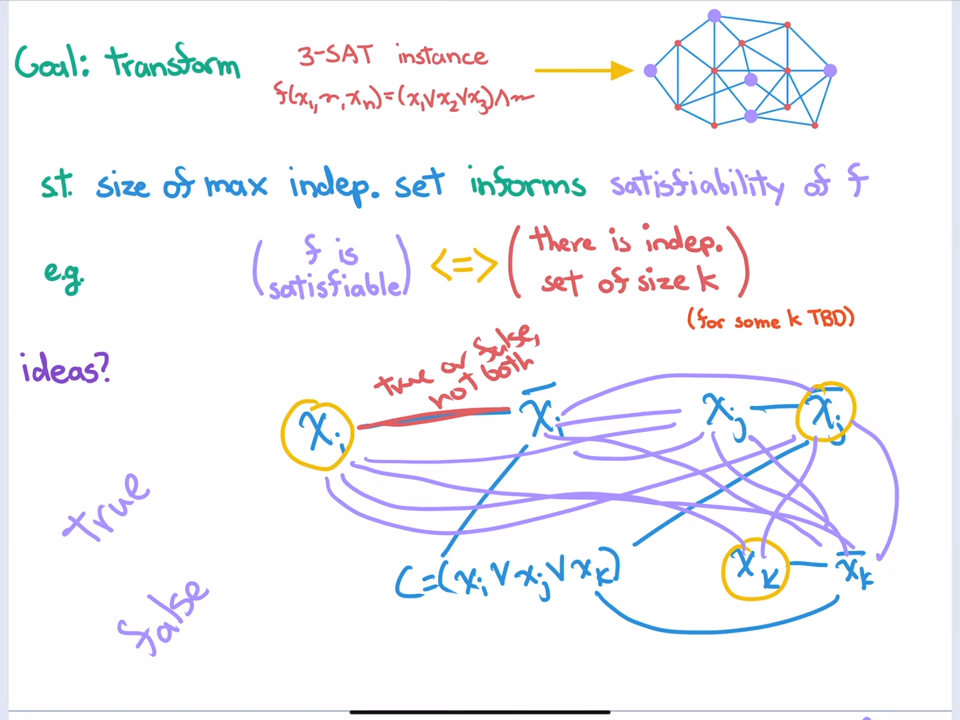 Goal: transform
3-SAT instance
f(x₁,~,xₙ)=(x₁∨x₂∨x₃)∧~
st. size of max indep. set informs satisfiability of f
e.g.
(f is satisfiable) <=> (there is indep. set of size k)
(for some k TBD)
ideas?
true or false,
not both
xᵢ x̅ᵢ xⱼ x̅ⱼ
true
C=(xᵢ∨xⱼ∨xₖ) xₖ x̅ₖ
false